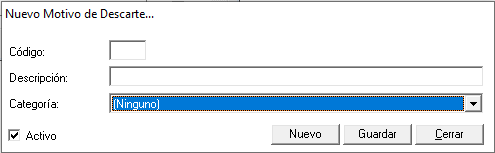 Nuevo Motivo de Descarte...
Código:
Descripción:
Categoría: (Ninguno)
Activo Nuevo Guardar Cerrar